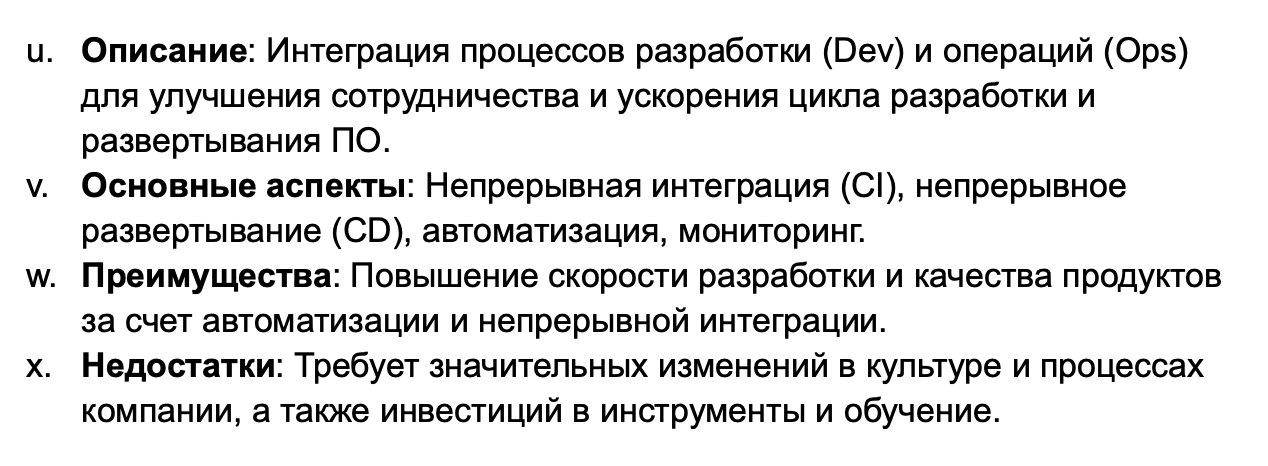 u. Описание: Интеграция процессов разработки (Dev) и операций (Ops)
для улучшения сотрудничества и ускорения цикла разработки и
развертывания ПО.
v. Основные аспекты: Непрерывная интеграция (CI), непрерывное
развертывание (CD), автоматизация, мониторинг.
w. Преимущества: Повышение скорости разработки и качества продуктов
за счет автоматизации и непрерывной интеграции.
x. Недостатки: Требует значительных изменений в культуре и процессах
компании, а также инвестиций в инструменты и обучение.